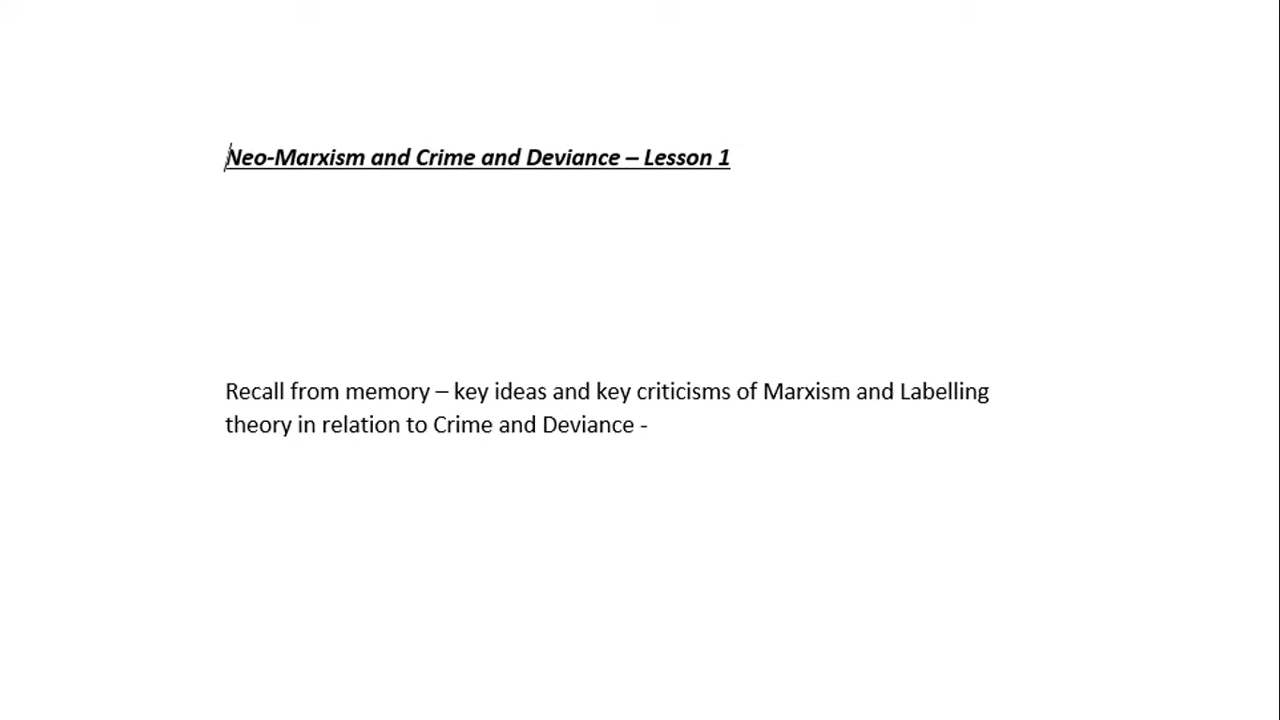 Neo-Marxism and Crime and Deviance – Lesson 1
Recall from memory – key ideas and key criticisms of Marxism and Labelling
theory in relation to Crime and Deviance -